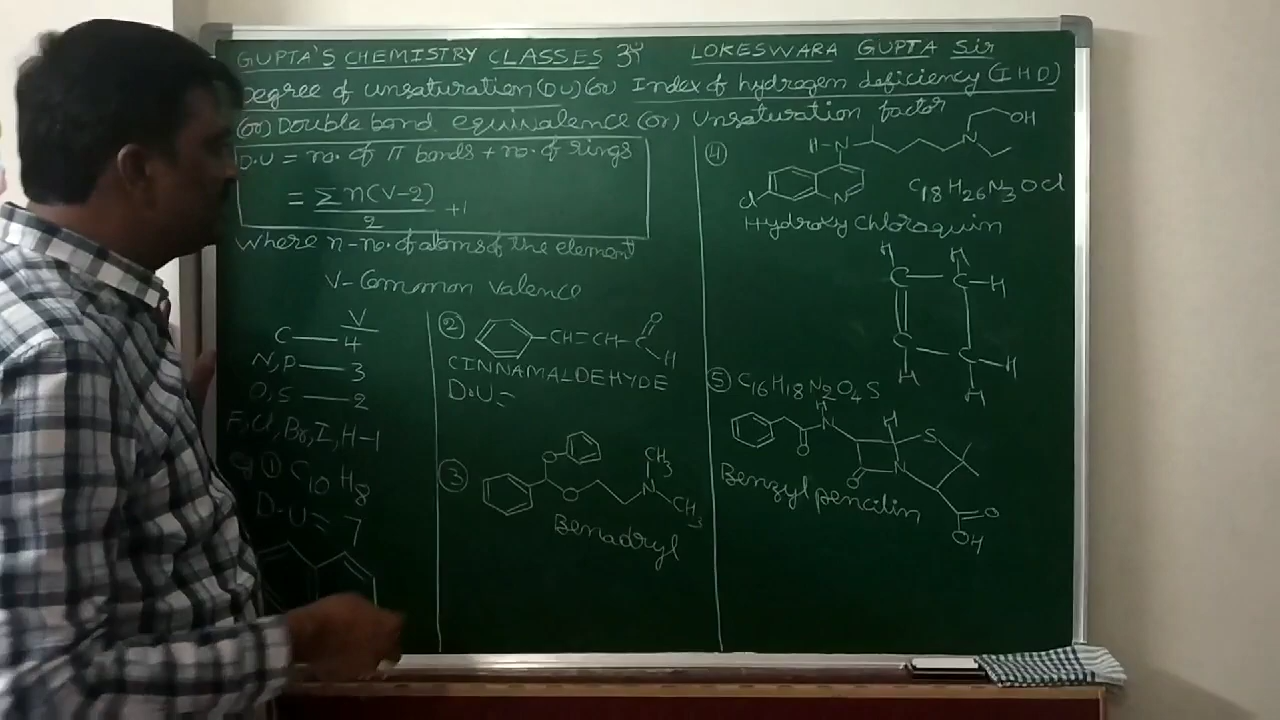 GUPTA'S CHEMISTRY CLASSES LOKESWARA GUPTA Sir
Degree of unsaturation (DU) (or) Index of hydrogen deficiency (IHD)
(or) Double bond equivalence (or) Unsaturation factor
D.U = no. of π bonds + no. of rings
= Σ n(V-2) / 2 + 1
Where n - no. of atoms of the element
V - Common Valence
V
C — 4
N, P — 3
O, S — 2
F, Cl, Br, I, H - 1
eg ① C10 H8
D.U = 7
② CH = CH - C O H
CINNAMALDEHYDE
D.U =
③ O O N CH3 CH3
Benadryl
④ H - N N OH
Cl N C18 H26 N3 O Cl
Hydroxy Chloroquin
H H
C C - H
C C H
H H
⑤ C16 H18 N2 O4 S
H N H S
O O N
Benzyl pencilin
O
OH